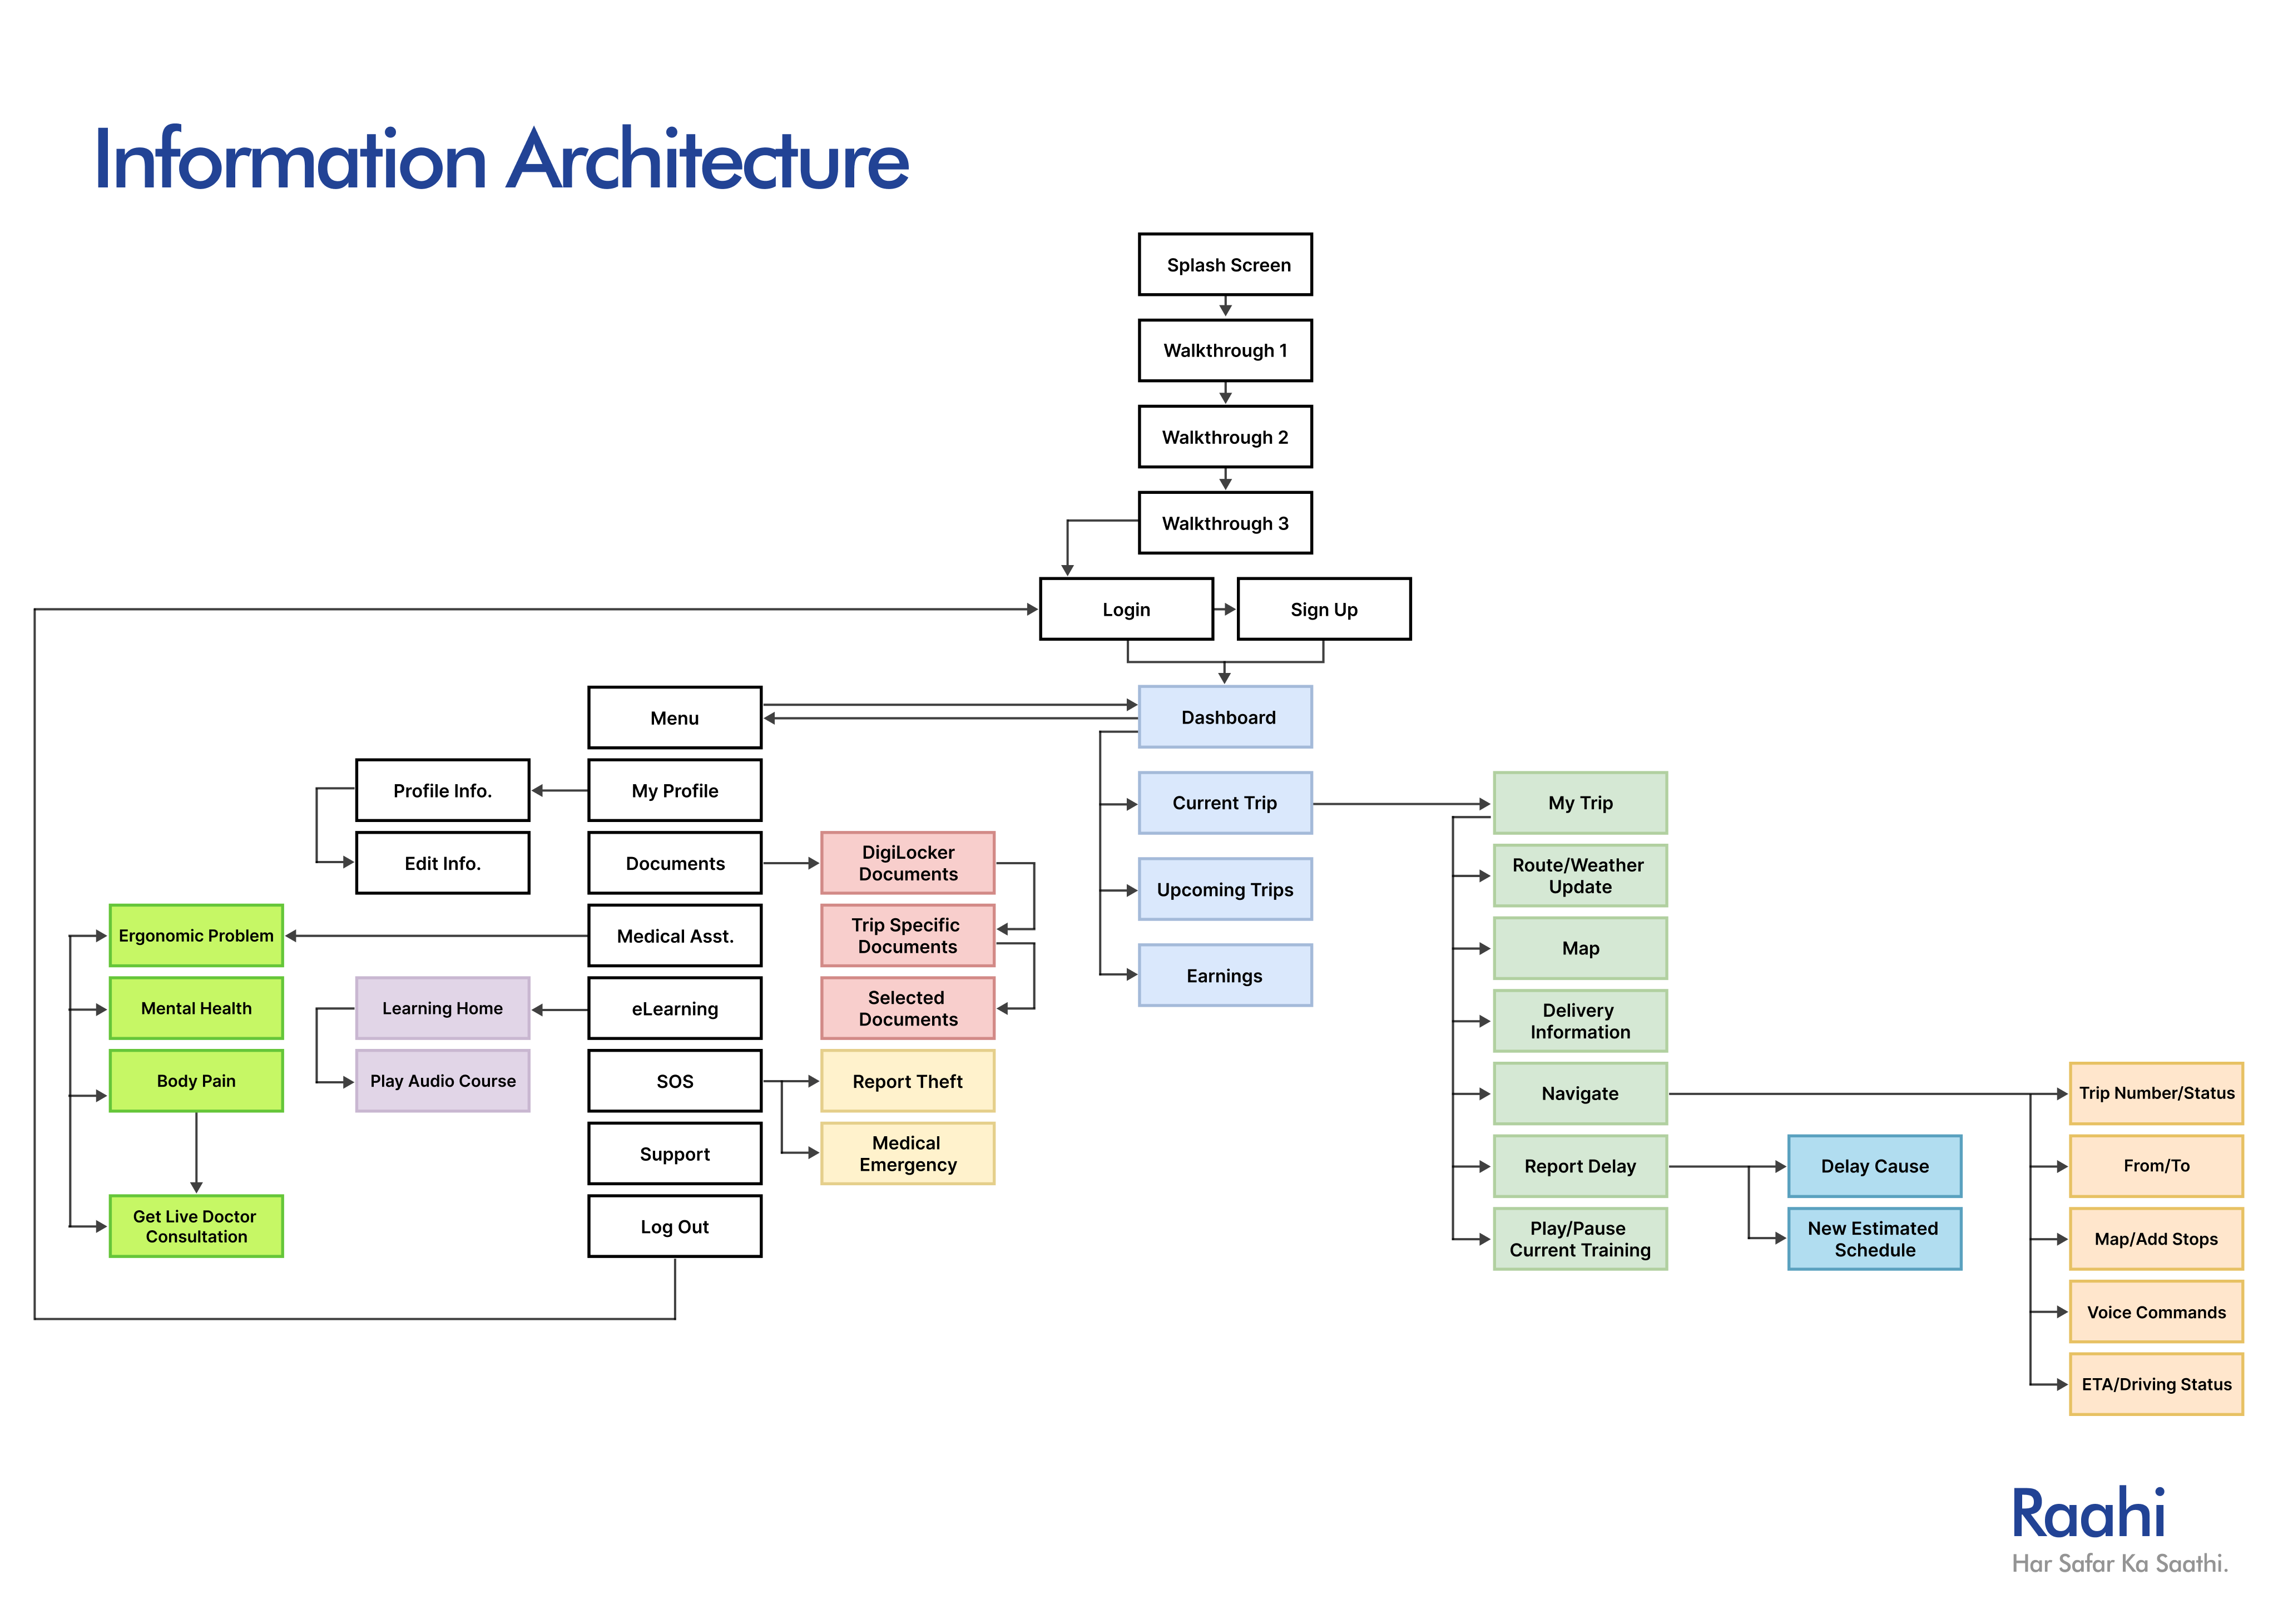 Information Architecture
Splash Screen
Walkthrough 1
Walkthrough 2
Walkthrough 3
Login
Sign Up
Menu
Dashboard
Profile Info.
My Profile
Current Trip
My Trip
Edit Info.
Documents
DigiLocker
Documents
Upcoming Trips
Route/Weather
Update
Ergonomic Problem
Medical Asst.
Trip Specific
Documents
Map
Mental Health
Learning Home
eLearning
Selected
Documents
Earnings
Delivery
Information
Body Pain
Play Audio Course
SOS
Report Theft
Navigate
Trip Number/Status
Support
Medical
Emergency
Report Delay
Delay Cause
From/To
Get Live Doctor
Consultation
Log Out
Play/Pause
Current Training
New Estimated
Schedule
Map/Add Stops
Voice Commands
ETA/Driving Status
Raahi
Har Safar Ka Saathi.